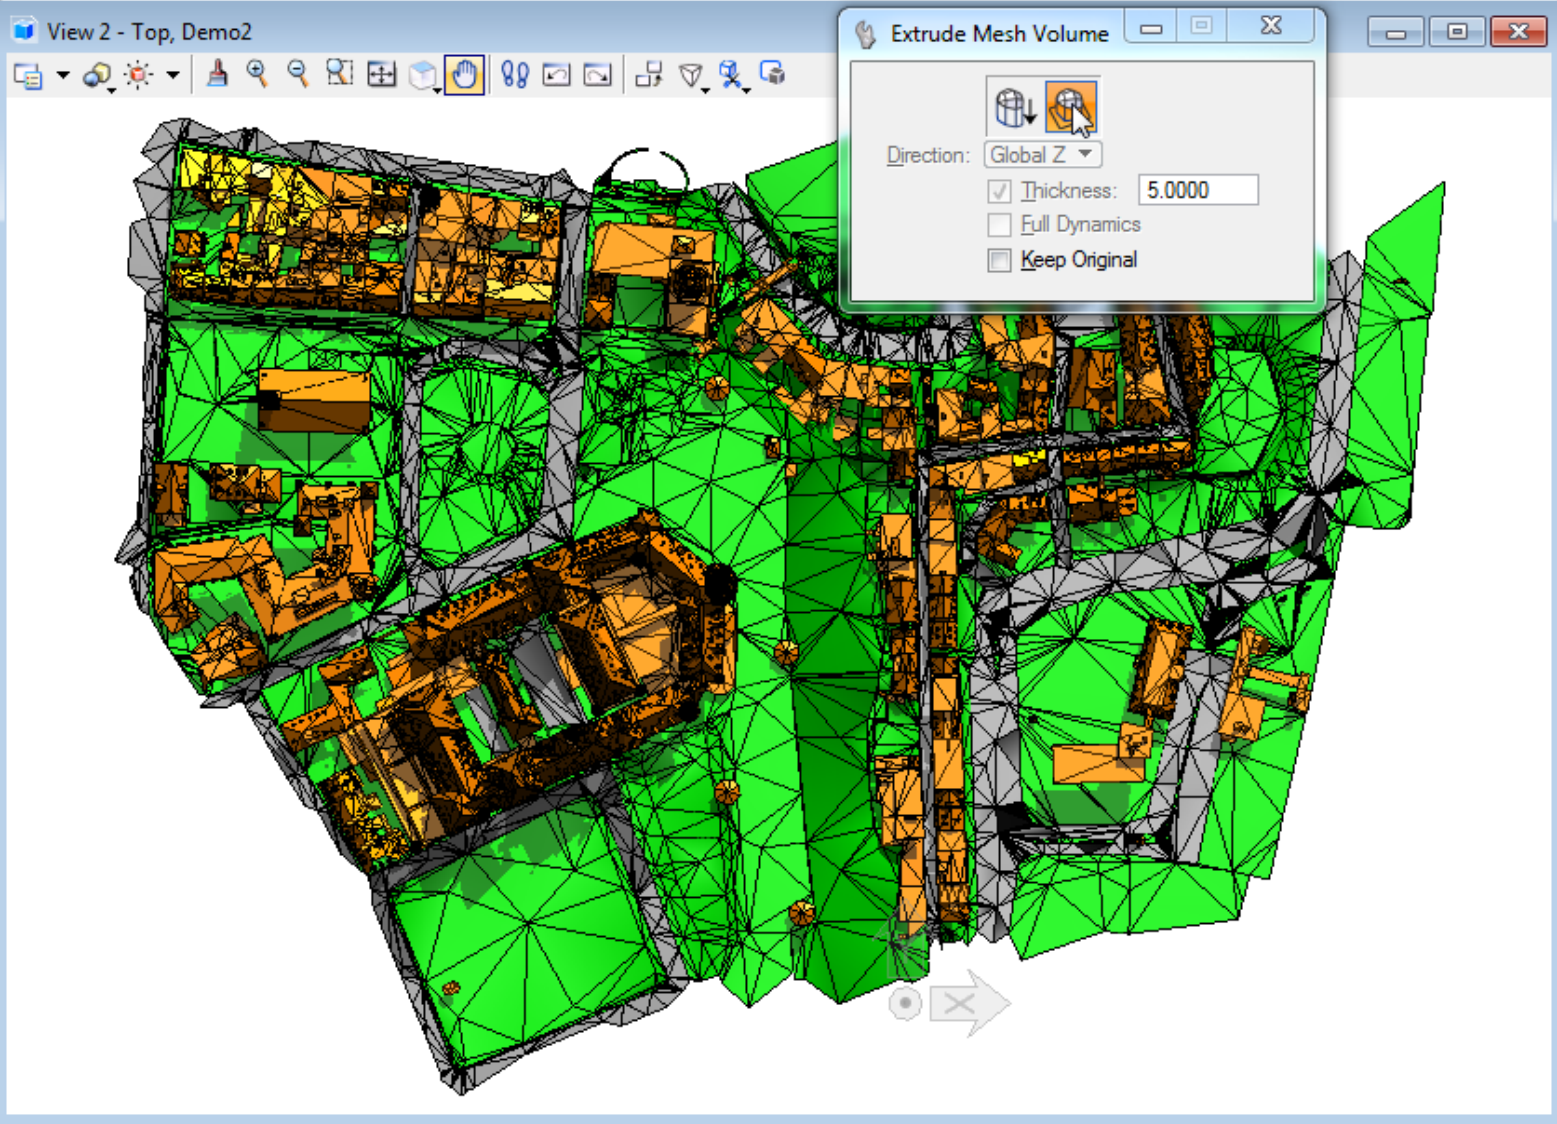 View 2 - Top, Demo2
Extrude Mesh Volume
Direction: Global Z
Thickness: 5.0000
Full Dynamics
Keep Original